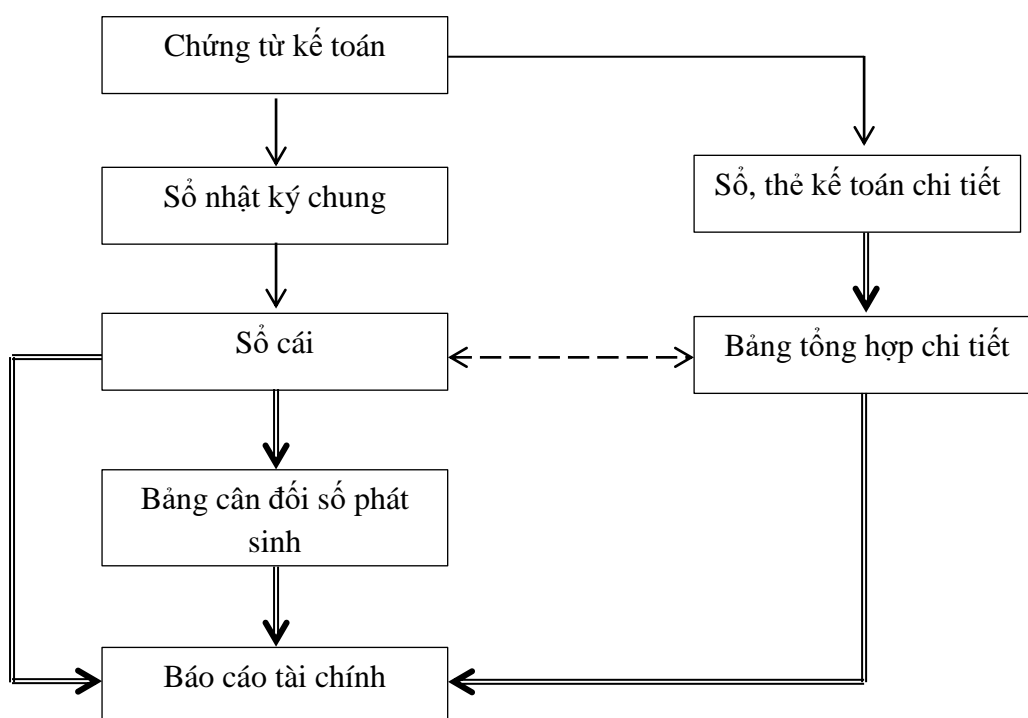 Chứng từ kế toán
Sổ nhật ký chung
Sổ, thẻ kế toán chi tiết
Sổ cái
Bảng tổng hợp chi tiết
Bảng cân đối số phát
sinh
Báo cáo tài chính